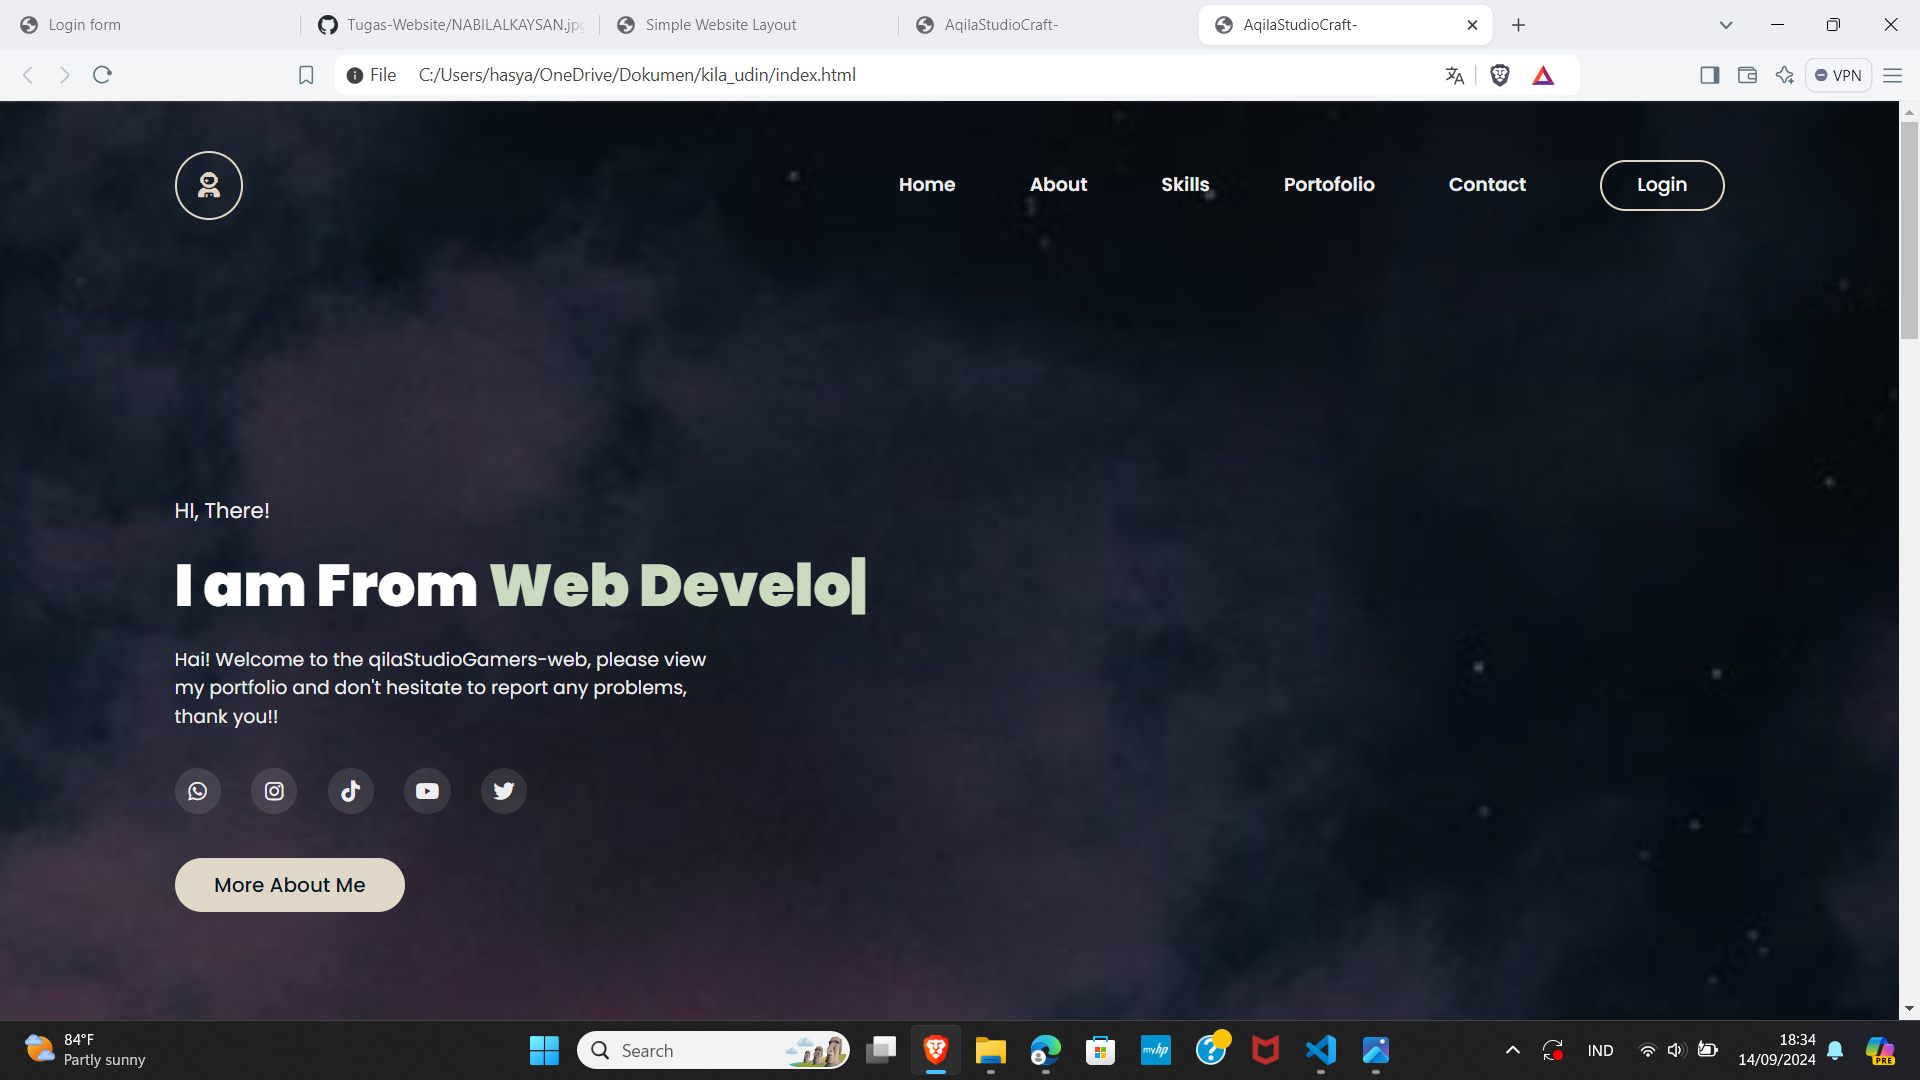 Login form
Tugas-Website/NABILALKAYSAN.jpg
Simple Website Layout
AqilaStudioCraft-
AqilaStudioCraft-
File
C:/Users/hasya/OneDrive/Dokumen/kila_udin/index.html
VPN
Home
About
Skills
Portofolio
Contact
Login
HI, There!
I am From Web Develo|
Hai! Welcome to the qilaStudioGamers-web, please view
my portfolio and don't hesitate to report any problems,
thank you!!
More About Me
84°F
Partly sunny
Search
myhp
IND
18:34
14/09/2024
PRE